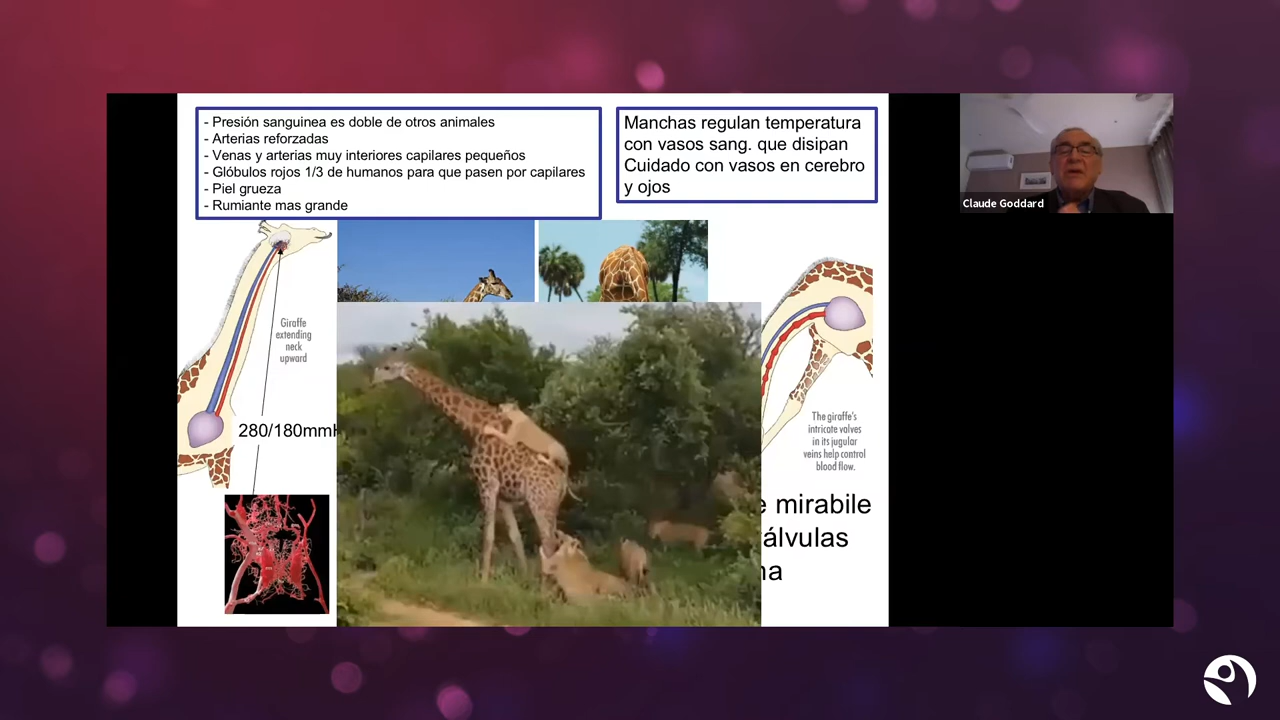 - Presión sanguinea es doble de otros animales
- Arterias reforzadas
- Venas y arterias muy interiores capilares pequeños
- Glóbulos rojos 1/3 de humanos para que pasen por capilares
- Piel grueza
- Rumiante mas grande
Manchas regulan temperatura
con vasos sang. que disipan
Cuidado con vasos en cerebro
y ojos
Claude Goddard
Giraffe
extending
neck
upward
280/180mm
The giraffe's
intricate valves
in its jugular
veins help control
blood flow.
e mirabile
álvulas